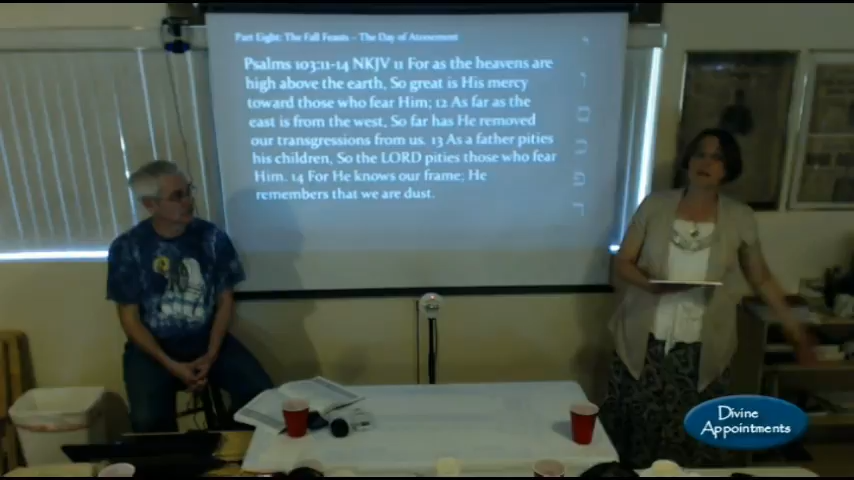 Part Eight: The Fall Feasts – The Day of Atonement
Psalms 103:11-14 NKJV 11 For as the heavens are
high above the earth, So great is His mercy
toward those who fear Him; 12 As far as the
east is from the west, So far has He removed
our transgressions from us. 13 As a father pities
his children, So the LORD pities those who fear
Him. 14 For He knows our frame; He
remembers that we are dust.
Divine
Appointments